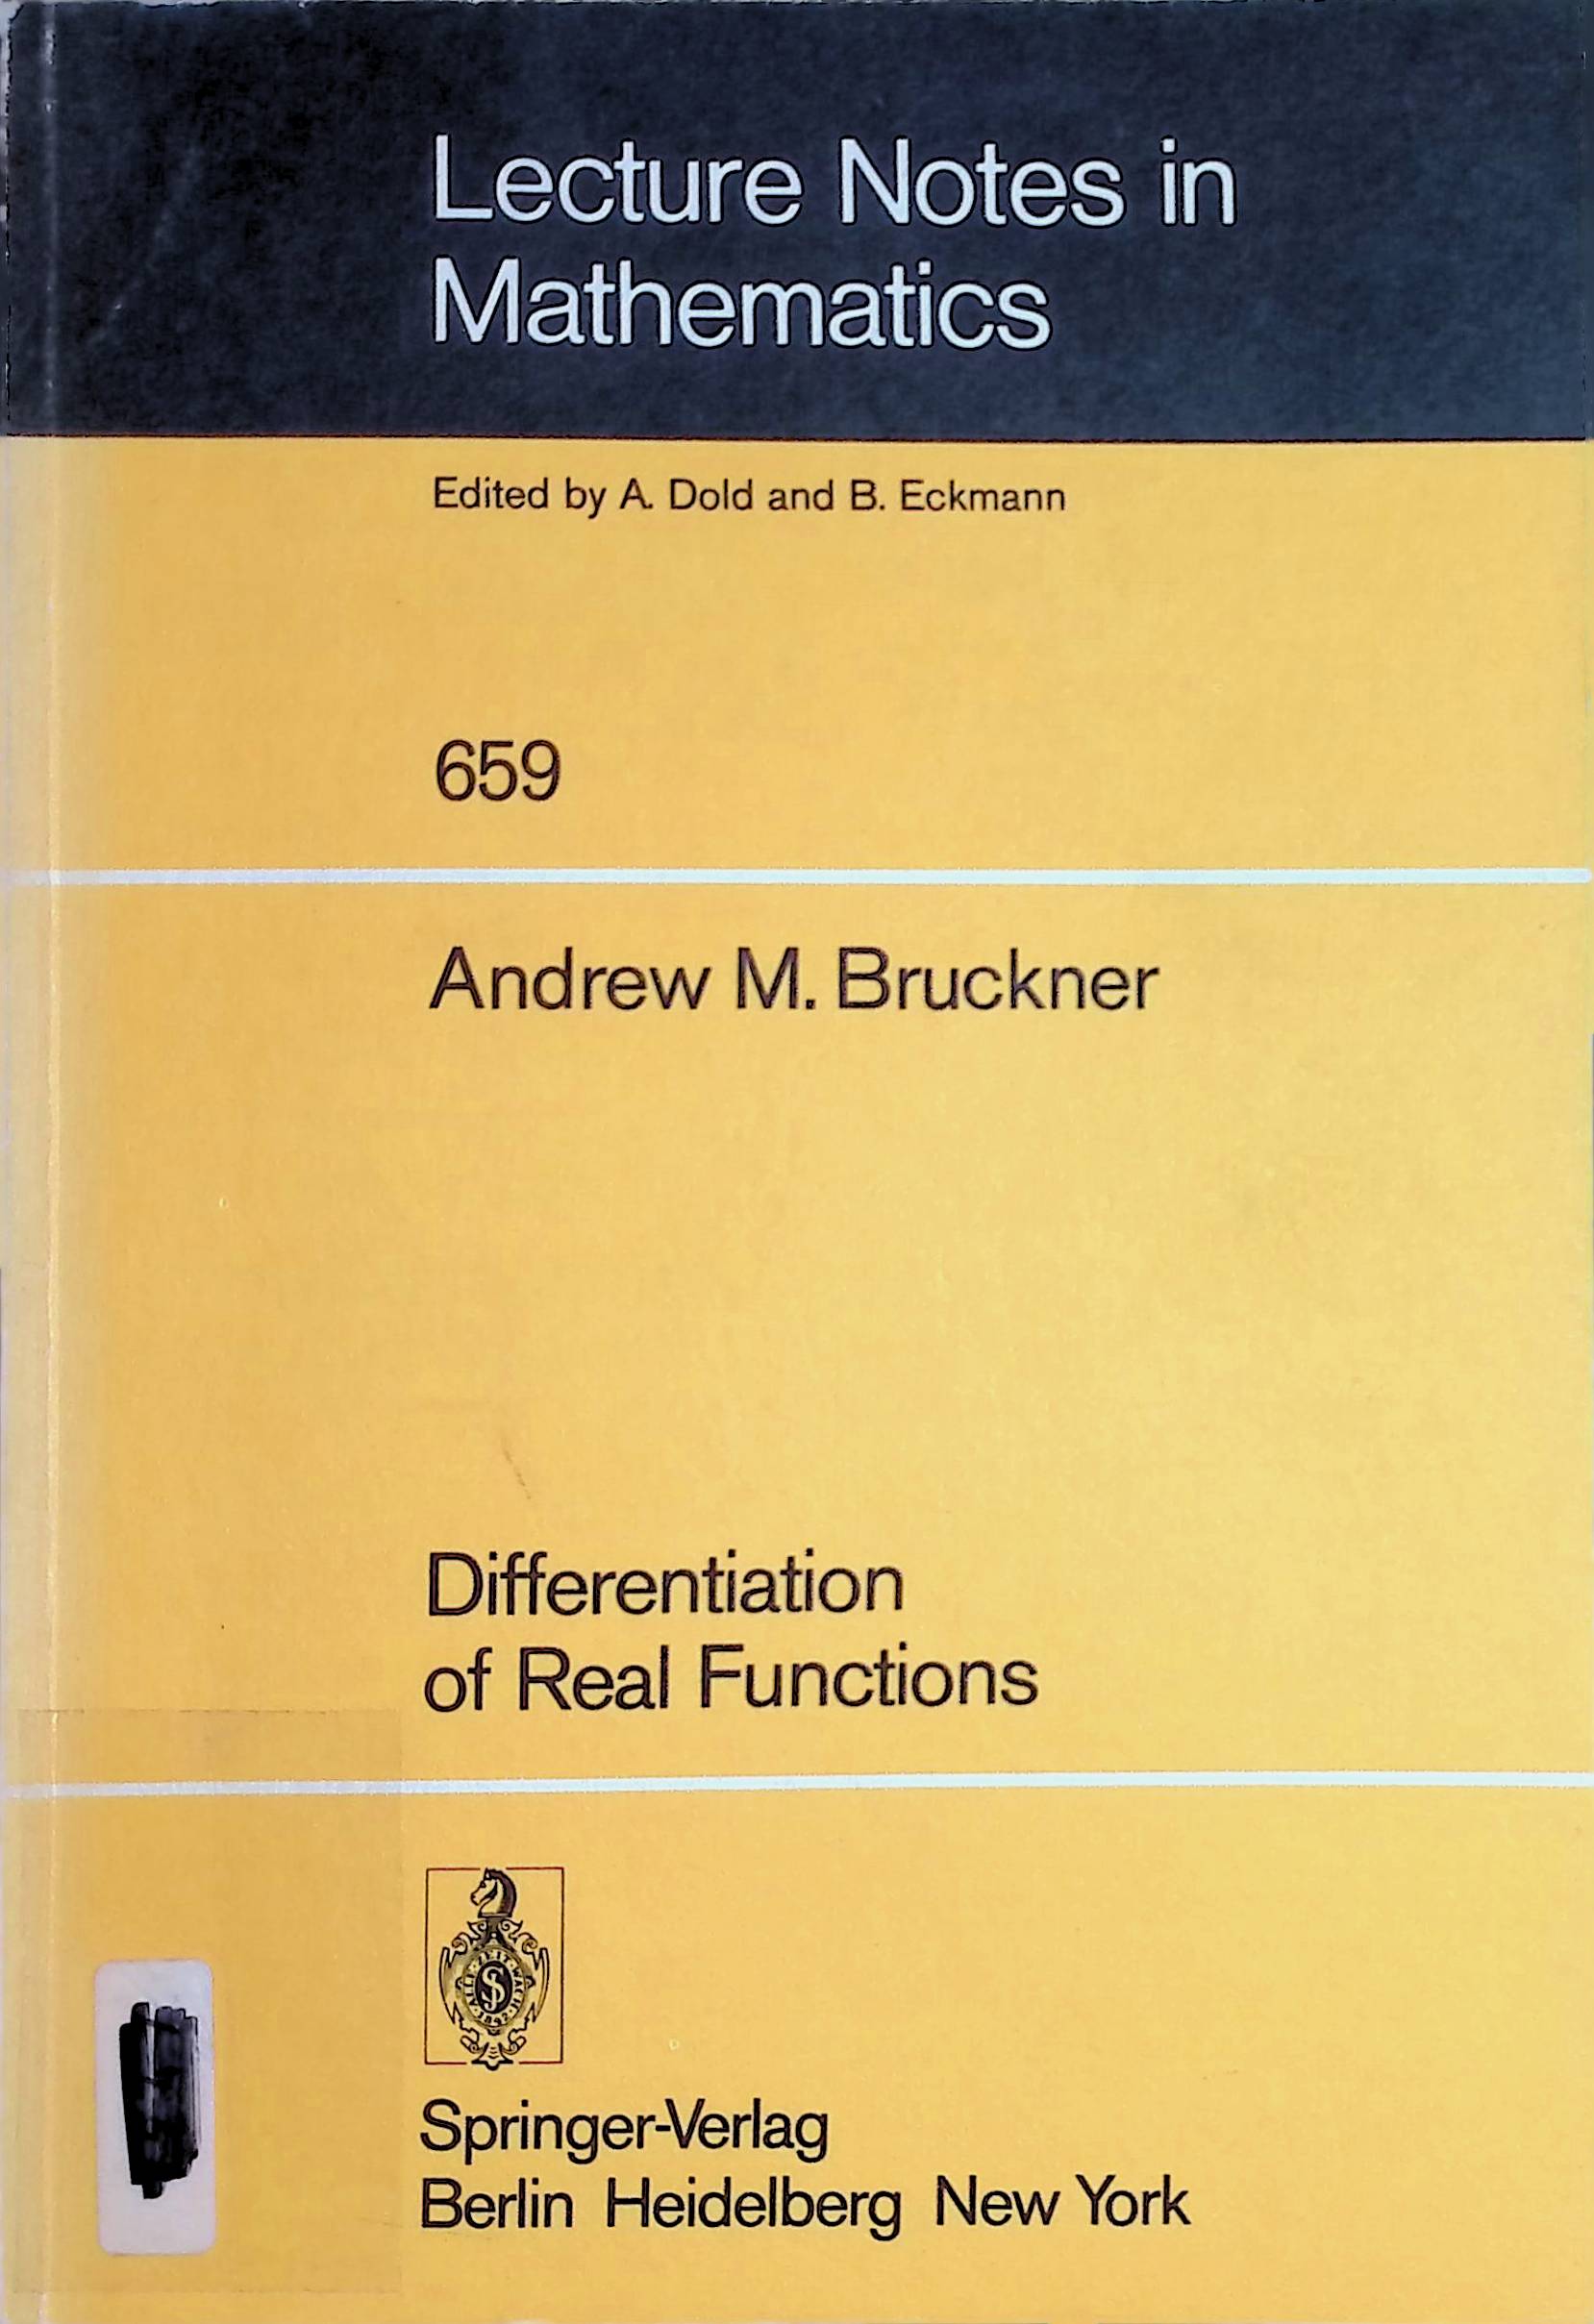 Lecture Notes in
Mathematics
Edited by A. Dold and B. Eckmann
659
Andrew M. Bruckner
Differentiation
of Real Functions
Springer-Verlag
Berlin Heidelberg New York